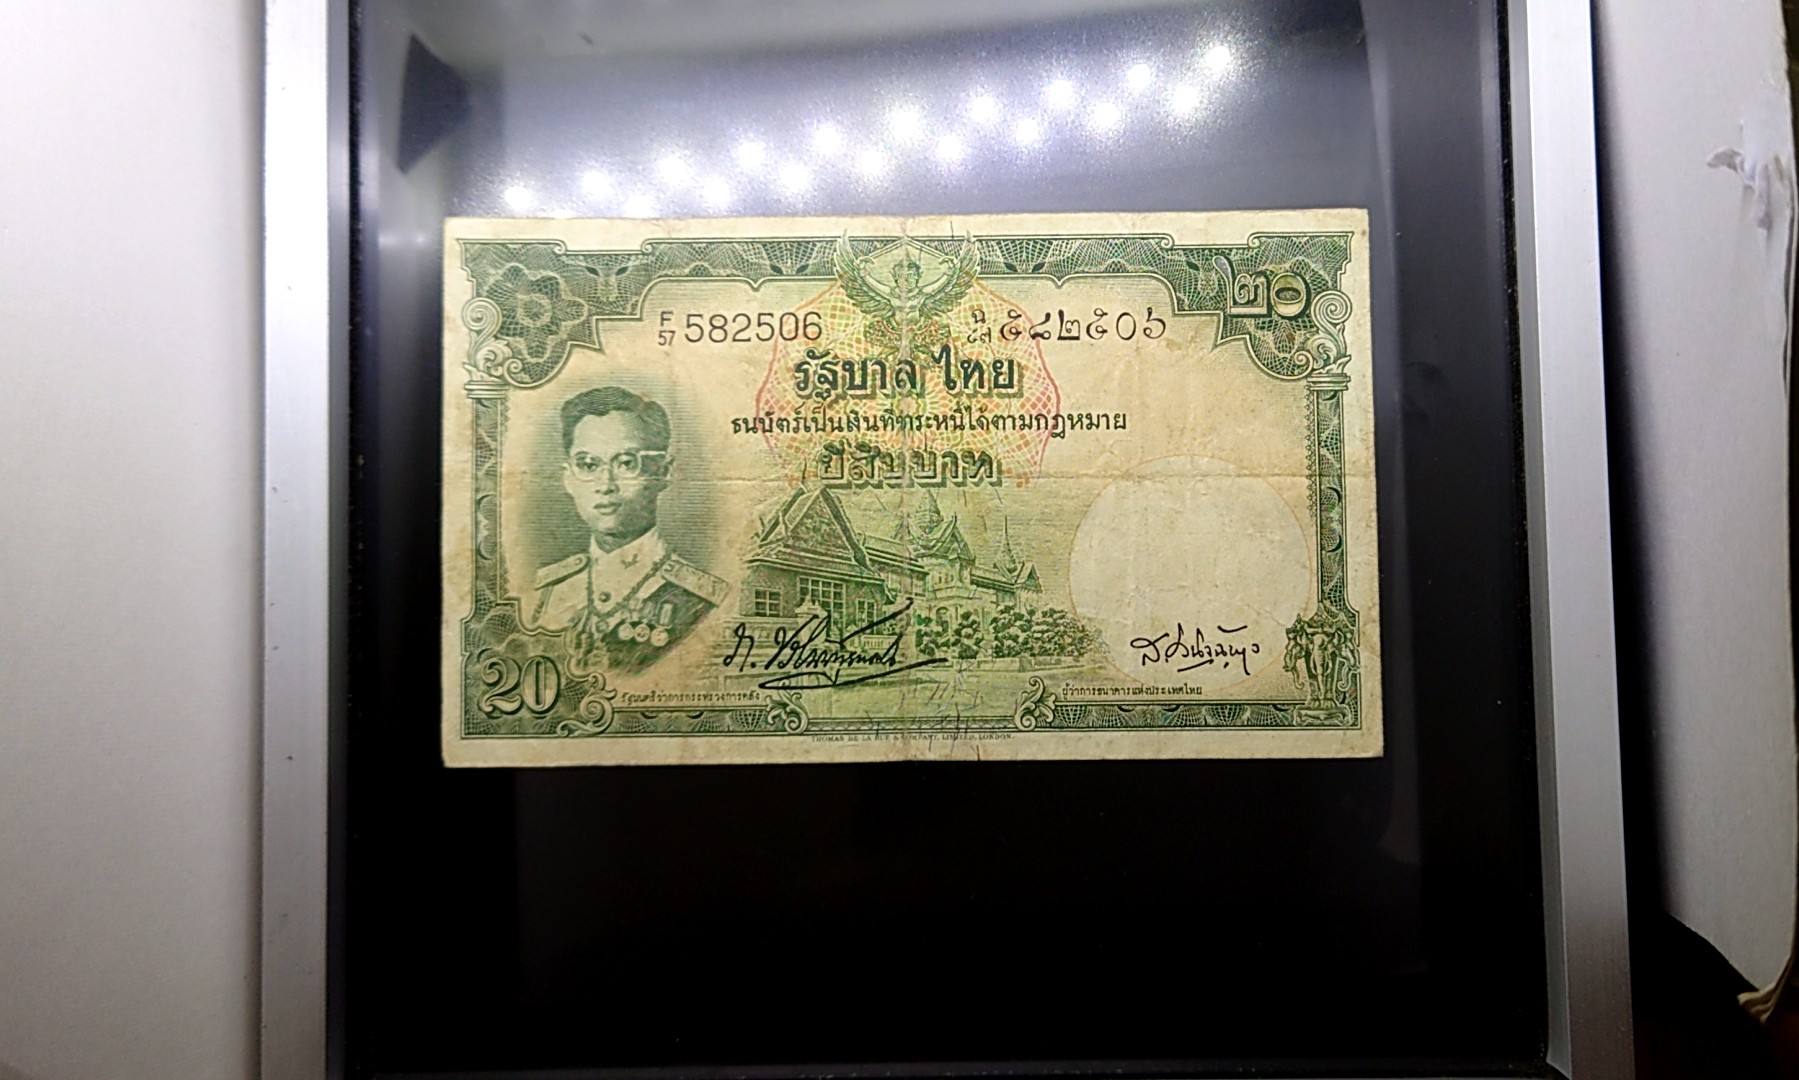 ๒๐
F
57 582506
ฉ
๕๗ ๕๘๒๕๐๖
รัฐบาลไทย
ธนบัตร์เป็นเงินที่ชำระหนี้ได้ตามกฎหมาย
ยี่สิบบาท
20
รัฐมนตรีว่าการกระทรวงการคลัง
ผู้ว่าการธนาคารแห่งประเทศไทย
THOMAS DE LA RUE & COMPANY, LIMITED, LONDON.